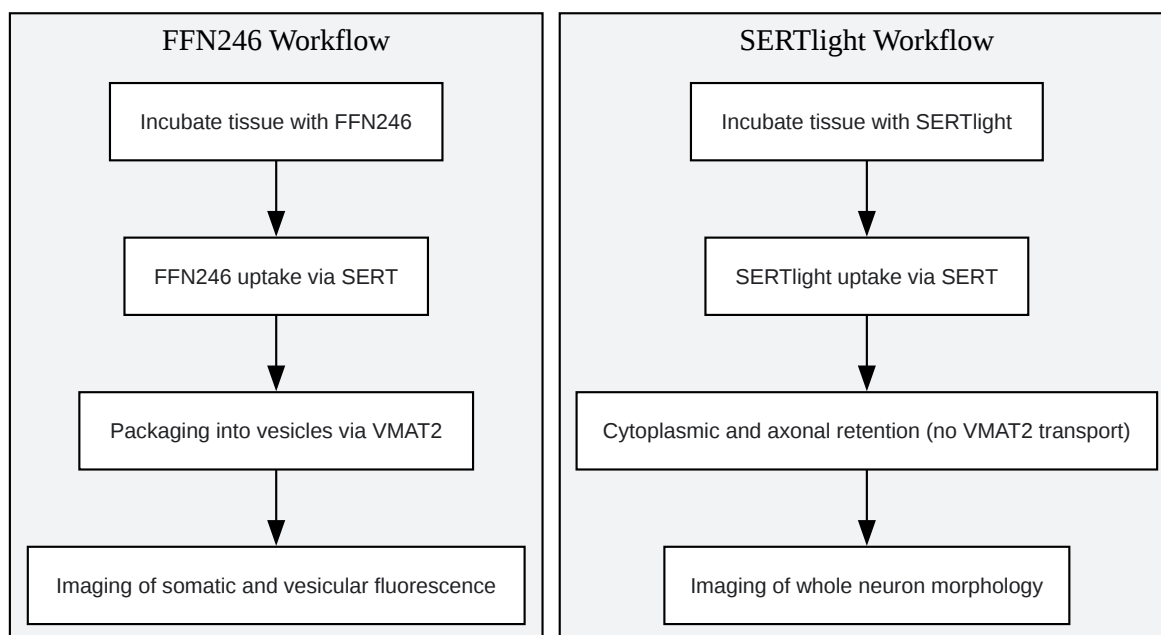 FFN246 Workflow
Incubate tissue with FFN246
FFN246 uptake via SERT
Packaging into vesicles via VMAT2
Imaging of somatic and vesicular fluorescence
SERTlight Workflow
Incubate tissue with SERTlight
SERTlight uptake via SERT
Cytoplasmic and axonal retention (no VMAT2 transport)
Imaging of whole neuron morphology